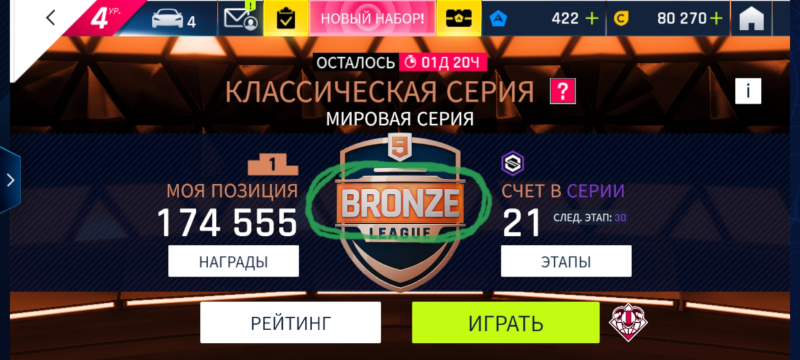 4 УР.
4
НОВЫЙ НАБОР!
422 +
80 270 +
ОСТАЛОСЬ 01Д 20Ч
КЛАССИЧЕСКАЯ СЕРИЯ ?
i
МИРОВАЯ СЕРИЯ
9
BRONZE
LEAGUE
1
МОЯ ПОЗИЦИЯ
174 555
НАГРАДЫ
СЧЕТ В СЕРИИ
21 СЛЕД. ЭТАП: 30
ЭТАПЫ
РЕЙТИНГ
ИГРАТЬ